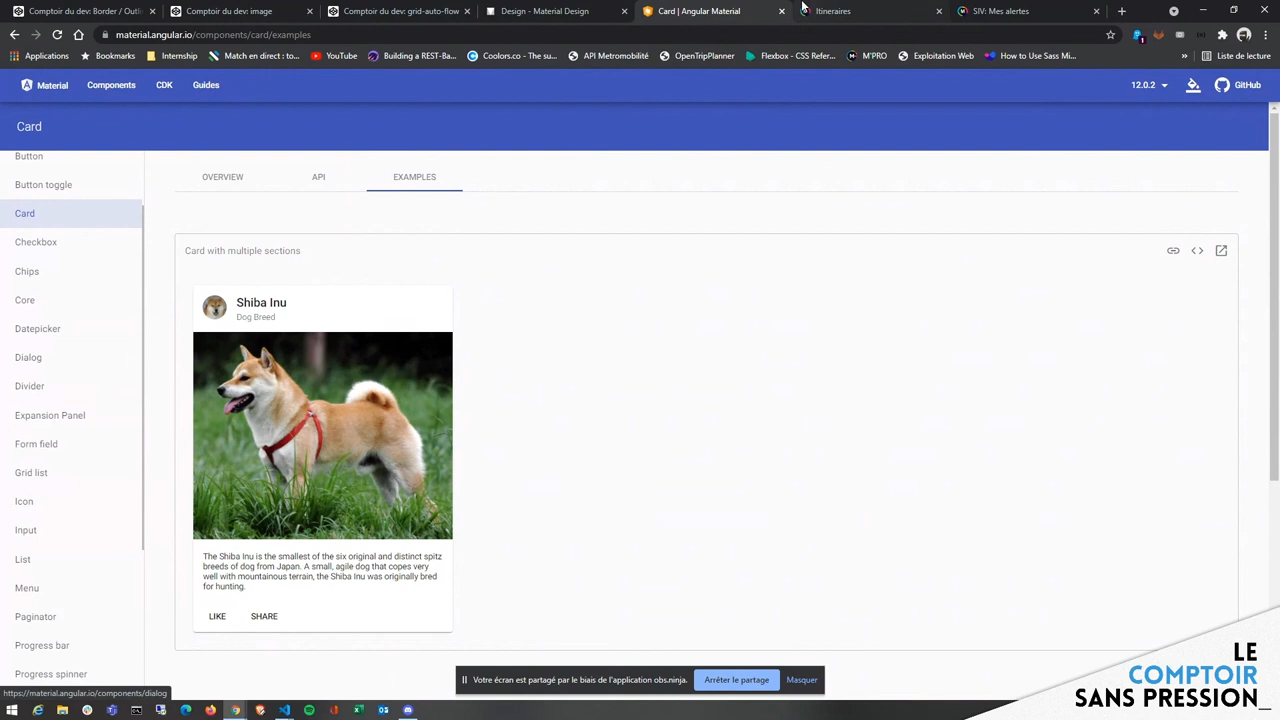 Comptoir du dev: Border / Outli
Comptoir du dev: image
Comptoir du dev: grid-auto-flow
Design - Material Design
Card | Angular Material
Itineraires
SIV: Mes alertes
material.angular.io/components/card/examples
Applications
Bookmarks
Internship
Match en direct : to...
YouTube
Building a REST-Ba...
Coolors.co - The su...
API Metromobilité
OpenTripPlanner
Flexbox - CSS Refer...
M'PRO
Exploitation Web
How to Use Sass Mi...
»
Liste de lecture
Material
Components
CDK
Guides
12.0.2
GitHub
Card
Button
Button toggle
Card
Checkbox
Chips
Core
Datepicker
Dialog
Divider
Expansion Panel
Form field
Grid list
Icon
Input
List
Menu
Paginator
Progress bar
Progress spinner
OVERVIEW
API
EXAMPLES
Card with multiple sections
Shiba Inu
Dog Breed
The Shiba Inu is the smallest of the six original and distinct spitz
breeds of dog from Japan. A small, agile dog that copes very
well with mountainous terrain, the Shiba Inu was originally bred
for hunting.
LIKE
SHARE
Votre écran est partagé par le biais de l'application obs.ninja.
Arrêter le partage
Masquer
https://material.angular.io/components/dialog
LE
COMPTOIR
SANS PRESSION_